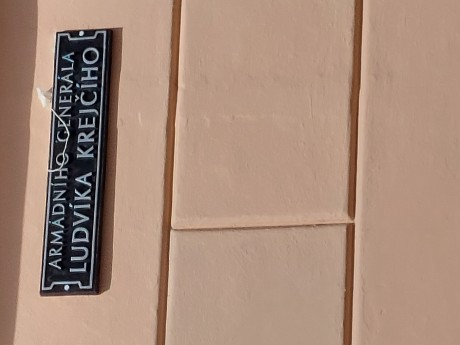 ARMÁDNÍHO GENERÁLA
LUDVÍKA KREJČÍHO